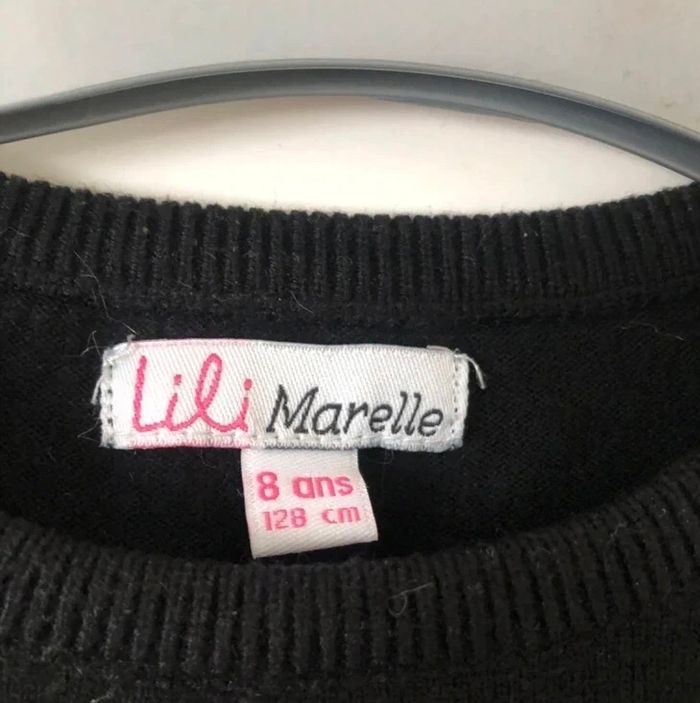 Lili Marelle
8 ans
128 cm